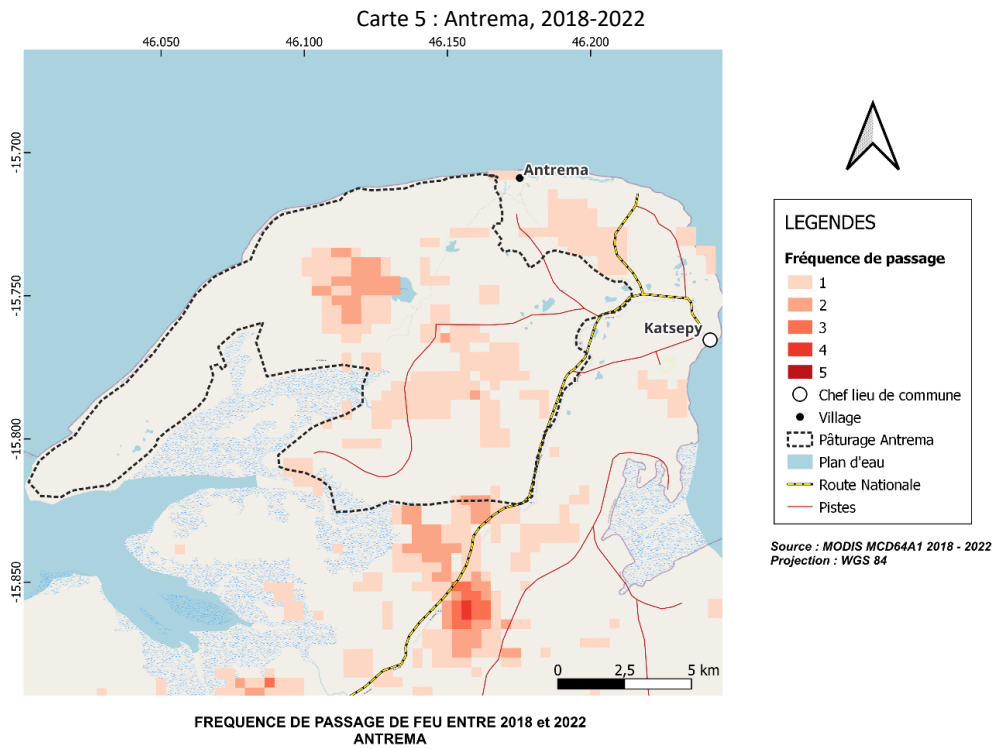 Carte 5 : Antrema, 2018-2022
46.050 46.100 46.150 46.200
-15.700
Antrema
-15.750
Katsepy
-15.800
-15.850
0 2,5 5 km
LEGENDES
Fréquence de passage
1
2
3
4
5
Chef lieu de commune
Village
Pâturage Antrema
Plan d'eau
Route Nationale
Pistes
Source : MODIS MCD64A1 2018 - 2022
Projection : WGS 84
FREQUENCE DE PASSAGE DE FEU ENTRE 2018 et 2022
ANTREMA